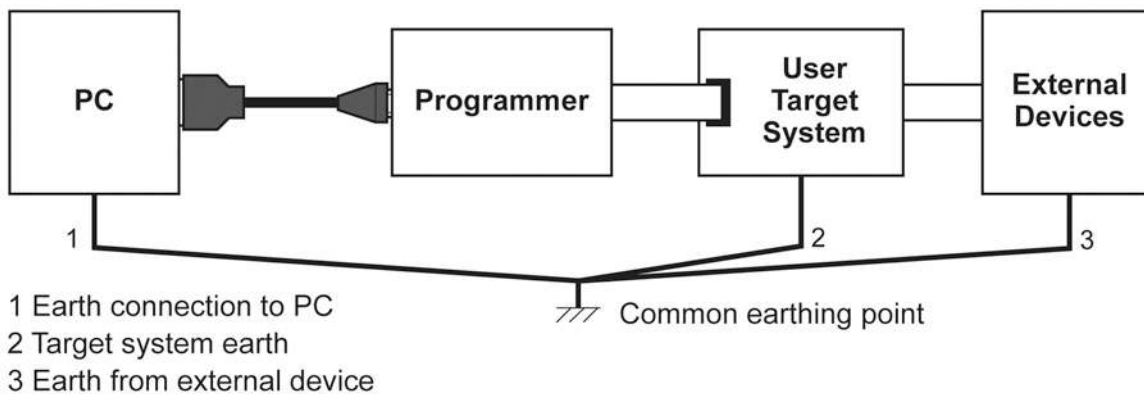 PC
Programmer
User
Target
System
External
Devices
1
2
3
Common earthing point
1 Earth connection to PC
2 Target system earth
3 Earth from external device